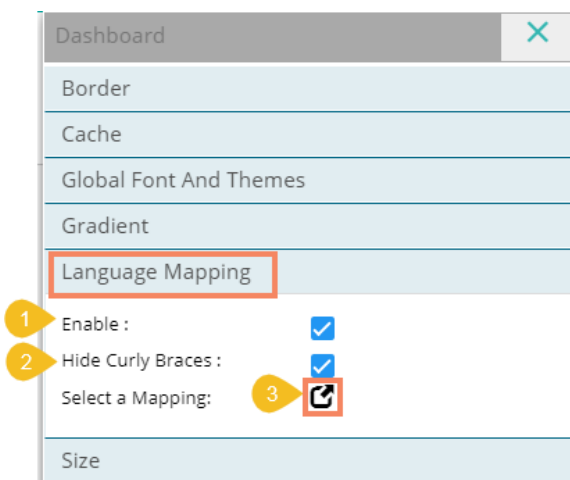 Dashboard
Border
Cache
Global Font And Themes
Gradient
Language Mapping
1 Enable :
2 Hide Curly Braces :
Select a Mapping: 3
Size